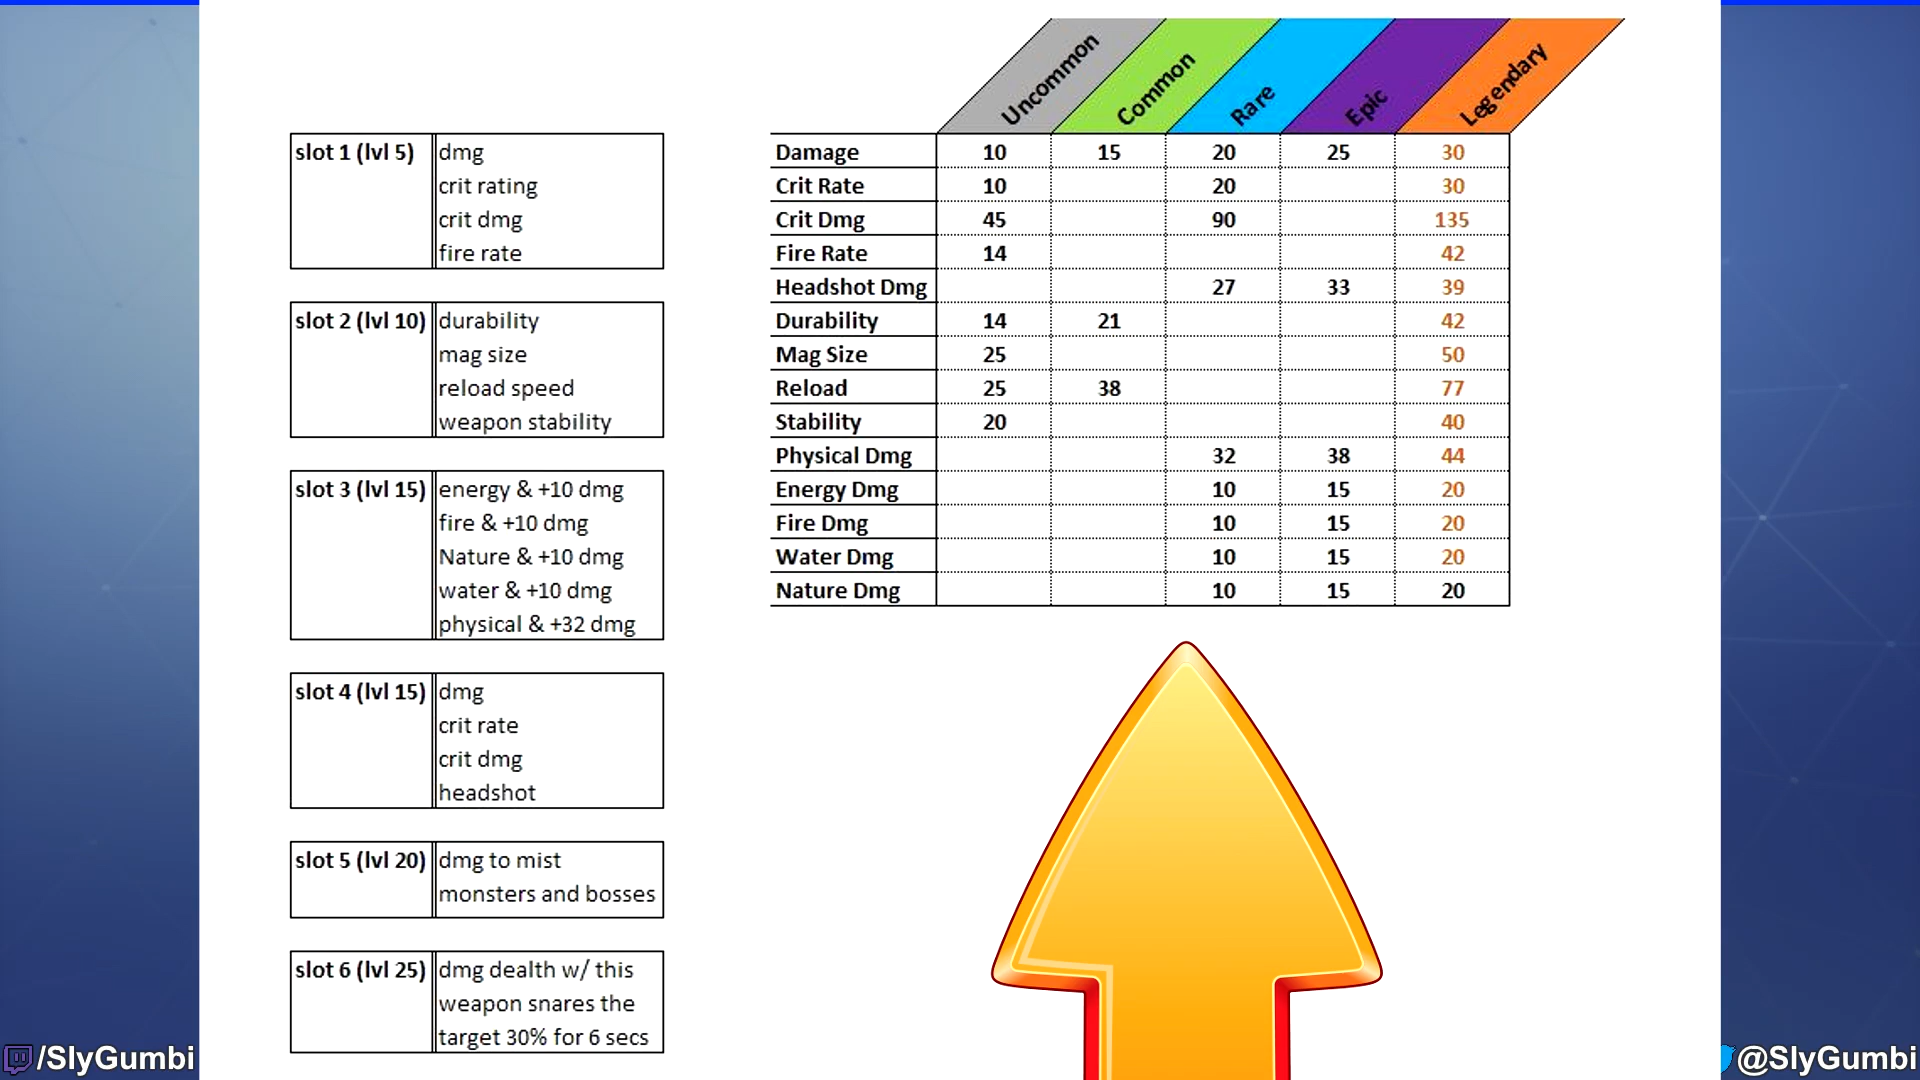 Uncommon Common Rare Epic Legendary
slot 1 (lvl 5) dmg
crit rating
crit dmg
fire rate
slot 2 (lvl 10) durability
mag size
reload speed
weapon stability
slot 3 (lvl 15) energy & +10 dmg
fire & +10 dmg
Nature & +10 dmg
water & +10 dmg
physical & +32 dmg
slot 4 (lvl 15) dmg
crit rate
crit dmg
headshot
slot 5 (lvl 20) dmg to mist
monsters and bosses
slot 6 (lvl 25) dmg dealth w/ this
weapon snares the
target 30% for 6 secs
Damage 10 15 20 25 30
Crit Rate 10 20 30
Crit Dmg 45 90 135
Fire Rate 14 42
Headshot Dmg 27 33 39
Durability 14 21 42
Mag Size 25 50
Reload 25 38 77
Stability 20 40
Physical Dmg 32 38 44
Energy Dmg 10 15 20
Fire Dmg 10 15 20
Water Dmg 10 15 20
Nature Dmg 10 15 20
/SlyGumbi
@SlyGumbi